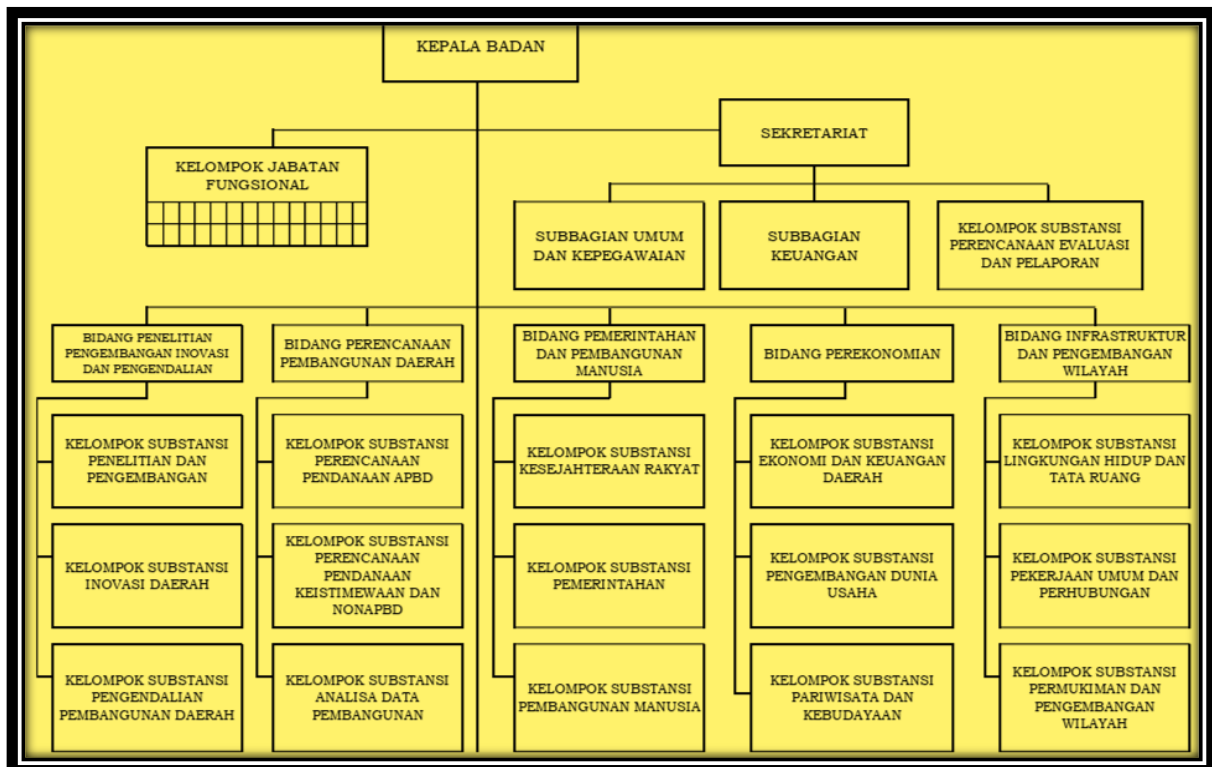 KEPALA BADAN
SEKRETARIAT
KELOMPOK JABATAN
FUNGSIONAL
SUBBAGIAN UMUM
DAN KEPEGAWAIAN
SUBBAGIAN
KEUANGAN
KELOMPOK SUBSTANSI
PERENCANAAN EVALUASI
DAN PELAPORAN
BIDANG PENELITIAN
PENGEMBANGAN INOVASI
DAN PENGENDALIAN
BIDANG PERENCANAAN
PEMBANGUNAN DAERAH
BIDANG PEMERINTAHAN
DAN PEMBANGUNAN
MANUSIA
BIDANG PEREKONOMIAN
BIDANG INFRASTRUKTUR
DAN PENGEMBANGAN
WILAYAH
KELOMPOK SUBSTANSI
PENELITIAN DAN
PENGEMBANGAN
KELOMPOK SUBSTANSI
PERENCANAAN
PENDANAAN APBD
KELOMPOK SUBSTANSI
KESEJAHTERAAN RAKYAT
KELOMPOK SUBSTANSI
EKONOMI DAN KEUANGAN
DAERAH
KELOMPOK SUBSTANSI
LINGKUNGAN HIDUP DAN
TATA RUANG
KELOMPOK SUBSTANSI
INOVASI DAERAH
KELOMPOK SUBSTANSI
PERENCANAAN
PENDANAAN
KEISTIMEWAAN DAN
NONAPBD
KELOMPOK SUBSTANSI
PEMERINTAHAN
KELOMPOK SUBSTANSI
PENGEMBANGAN DUNIA
USAHA
KELOMPOK SUBSTANSI
PEKERJAAN UMUM DAN
PERHUBUNGAN
KELOMPOK SUBSTANSI
PENGENDALIAN
PEMBANGUNAN DAERAH
KELOMPOK SUBSTANSI
ANALISA DATA
PEMBANGUNAN
KELOMPOK SUBSTANSI
PEMBANGUNAN MANUSIA
KELOMPOK SUBSTANSI
PARIWISATA DAN
KEBUDAYAAN
KELOMPOK SUBSTANSI
PERMUKIMAN DAN
PENGEMBANGAN
WILAYAH